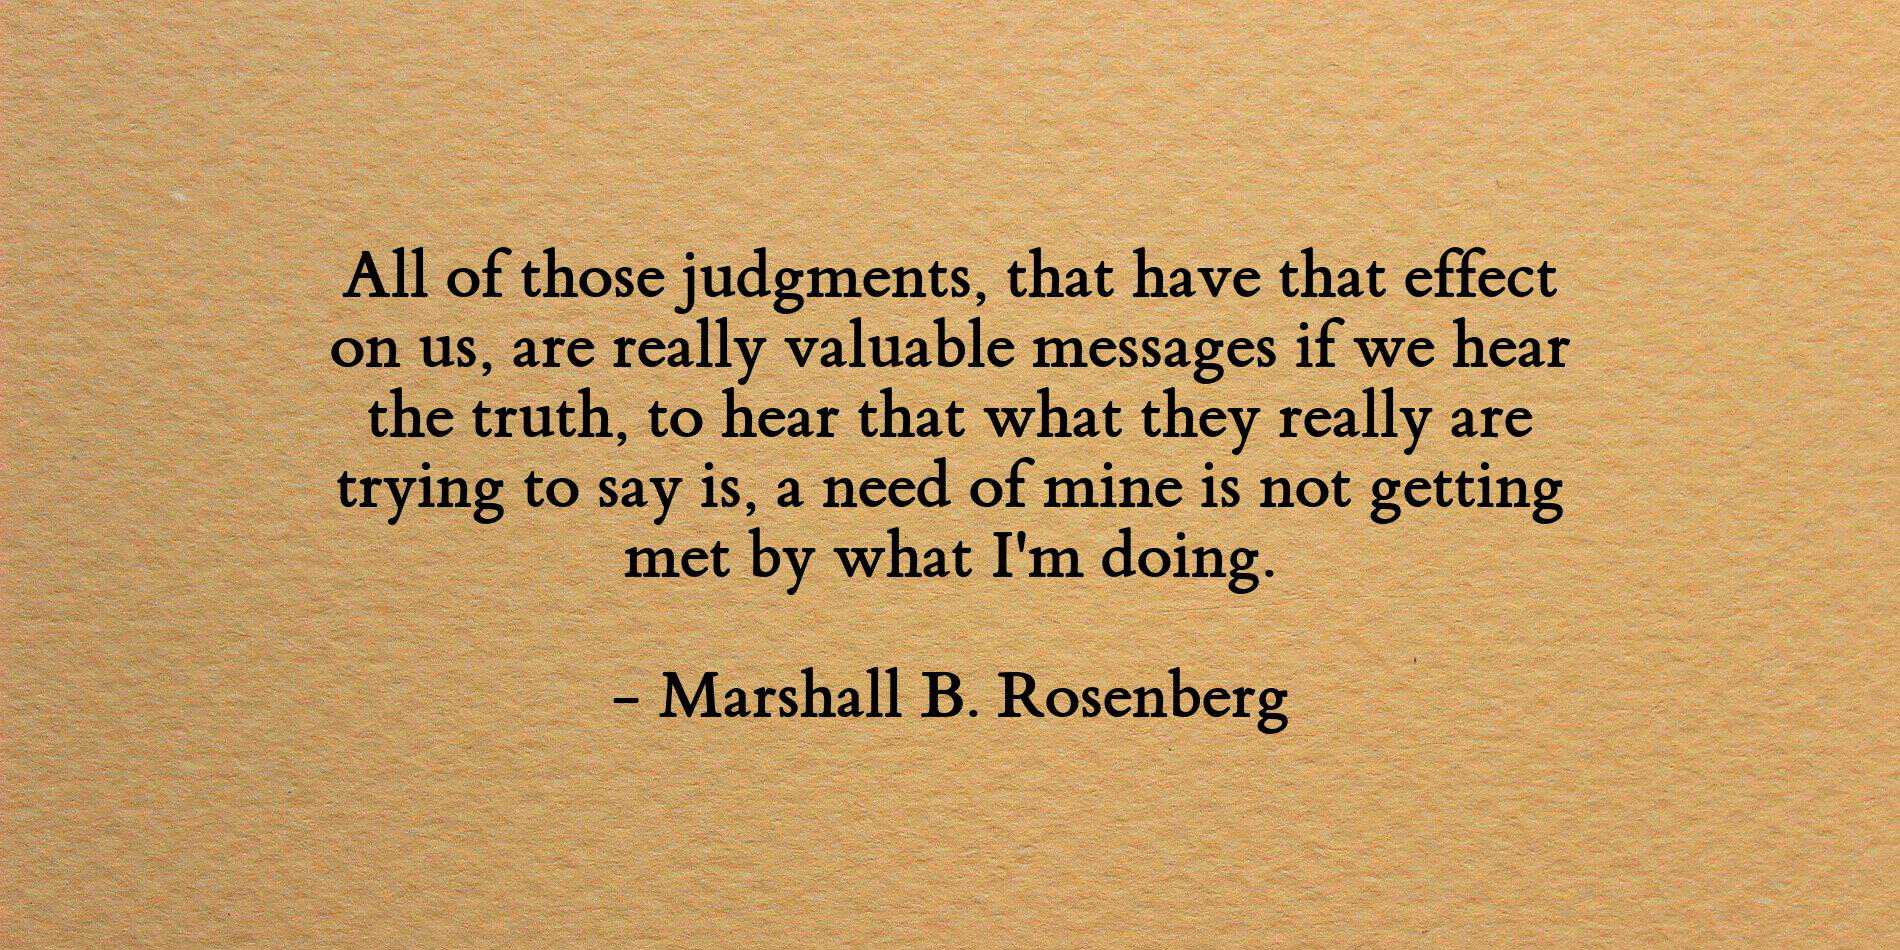 All of those judgments, that have that effect
on us, are really valuable messages if we hear
the truth, to hear that what they really are
trying to say is, a need of mine is not getting
met by what I'm doing.
– Marshall B. Rosenberg